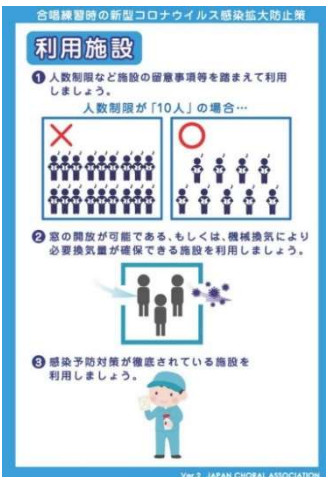 合唱練習時の新型コロナウイルス感染拡大防止策
利用施設
❶ 人数制限など施設の留意事項等を踏まえて利用
しましょう。
人数制限が「10人」の場合…
❷ 窓の開放が可能である、もしくは、機械換気により
必要換気量が確保できる施設を利用しましょう。
❸ 感染予防対策が徹底されている施設を
利用しましょう。
Ver.2 JAPAN CHORAL ASSOCIATION